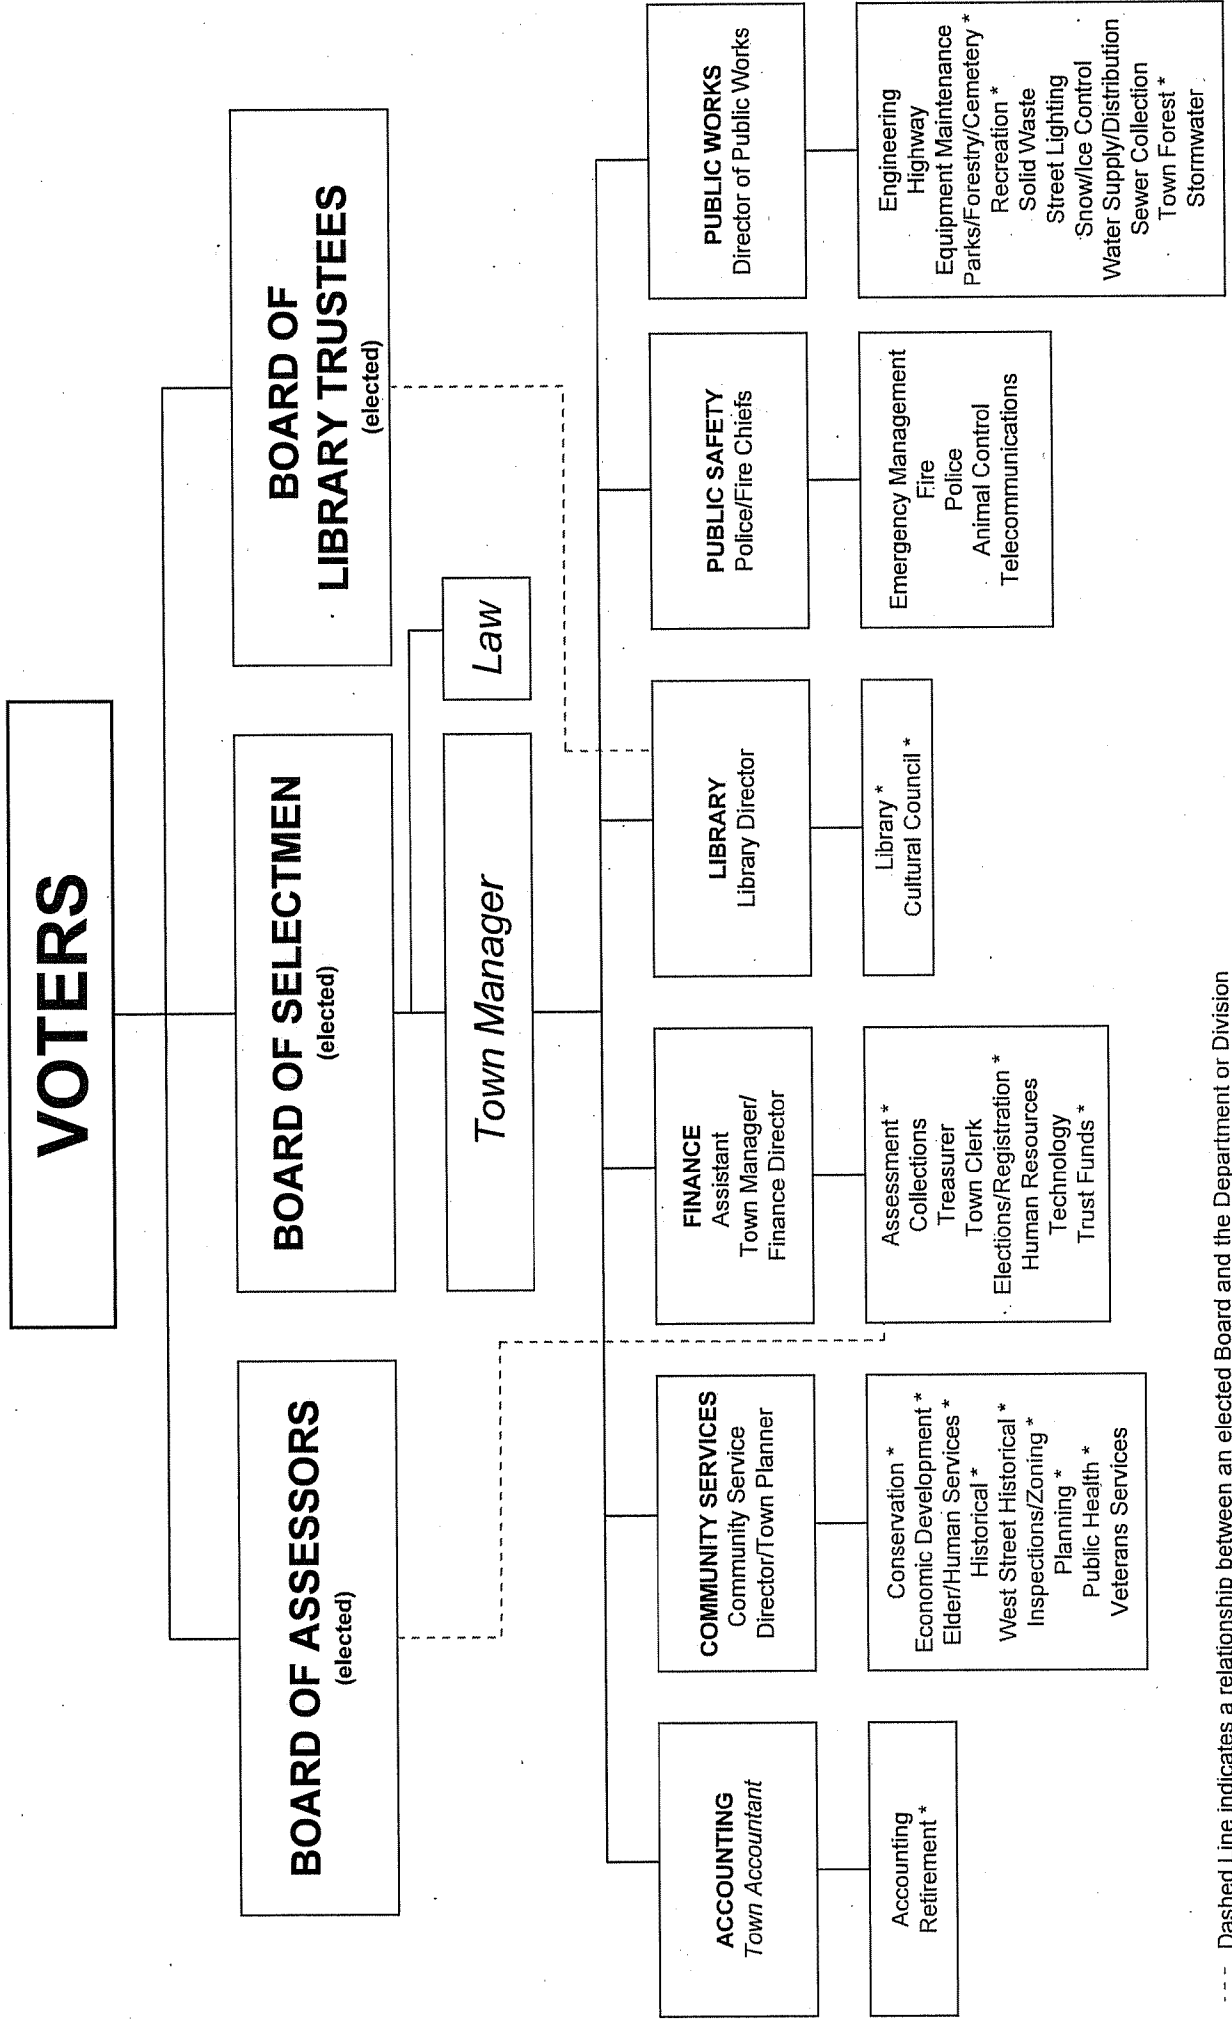 VOTERS
BOARD OF ASSESSORS
(elected)
BOARD OF SELECTMEN
(elected)
BOARD OF
LIBRARY TRUSTEES
(elected)
Town Manager
Law
ACCOUNTING
Town Accountant
COMMUNITY SERVICES
Community Service
Director/Town Planner
FINANCE
Assistant
Town Manager/
Finance Director
LIBRARY
Library Director
PUBLIC SAFETY
Police/Fire Chiefs
PUBLIC WORKS
Director of Public Works
Accounting
Retirement *
Conservation *
Economic Development *
Elder/Human Services *
Historical *
West Street Historical *
Inspections/Zoning *
Planning *
Public Health *
Veterans Services
Assessment *
Collections
Treasurer
Town Clerk
Elections/Registration *
Human Resources
Technology
Trust Funds *
Library *
Cultural Council *
Emergency Management
Fire
Police
Animal Control
Telecommunications
Engineering
Highway
Equipment Maintenance
Parks/Forestry/Cemetery *
Recreation *
Solid Waste
Street Lighting
Snow/Ice Control
Water Supply/Distribution
Sewer Collection
Town Forest *
Stormwater
- - - Dashed Line indicates a relationship between an elected Board and the Department or Division